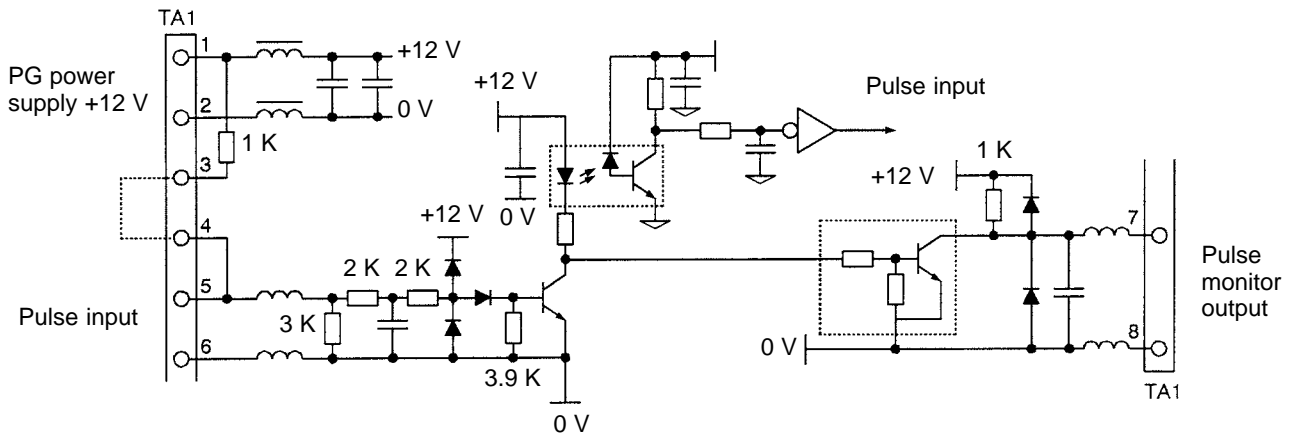 TA1
1
+12 V
PG power
supply +12 V
2
0 V
1 K
3
4
Pulse input
5
6
3 K
2 K
2 K
+12 V
3.9 K
0 V
+12 V
0 V
Pulse input
1 K
+12 V
0 V
7
Pulse
monitor
output
8
TA1